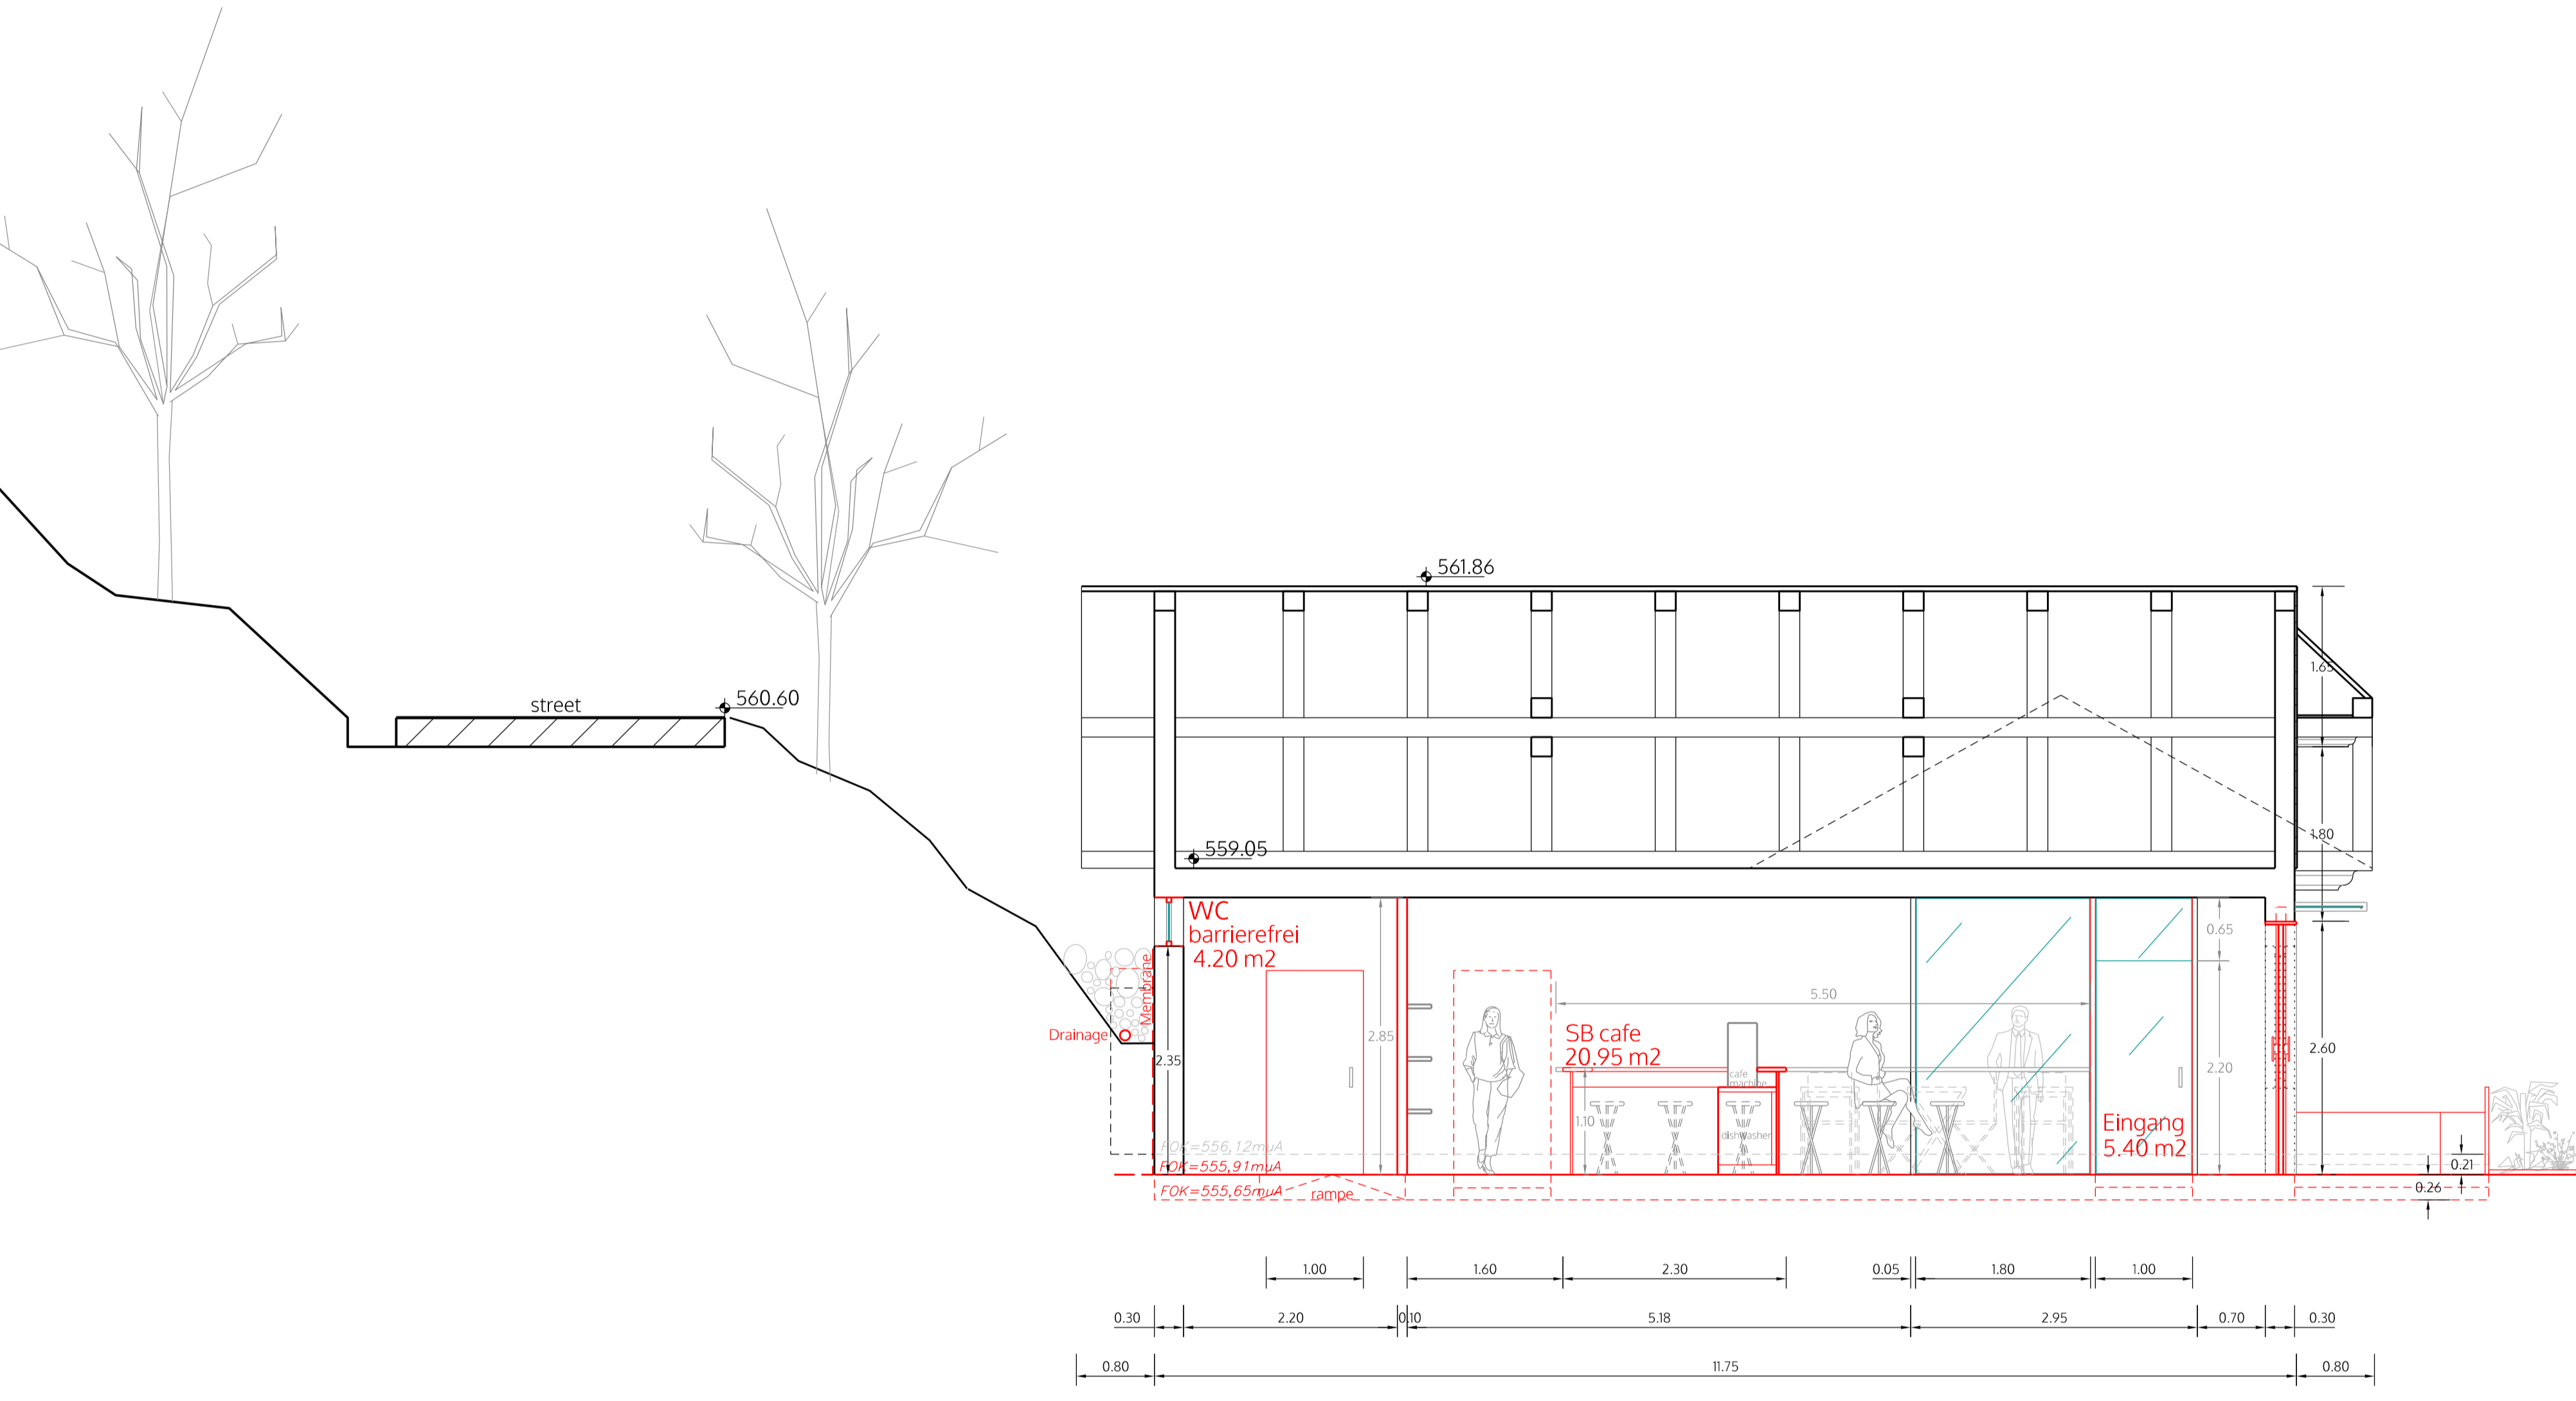 561.86
street
560.60
1.65
1.80
559.05
WC
barrierefrei
4.20 m2
0.65
Membrane
5.50
Drainage
SB cafe
20.95 m2
2.85
2.35
2.60
2.20
cafe
machine
1.10
dishwasher
Eingang
5.40 m2
FOK=556,12muA
FOK=555,91muA
FOK=555,65muA
rampe
0.21
0.26
1.00
1.60
2.30
0.05
1.80
1.00
0.30
2.20
0.10
5.18
2.95
0.70
0.30
0.80
11.75
0.80